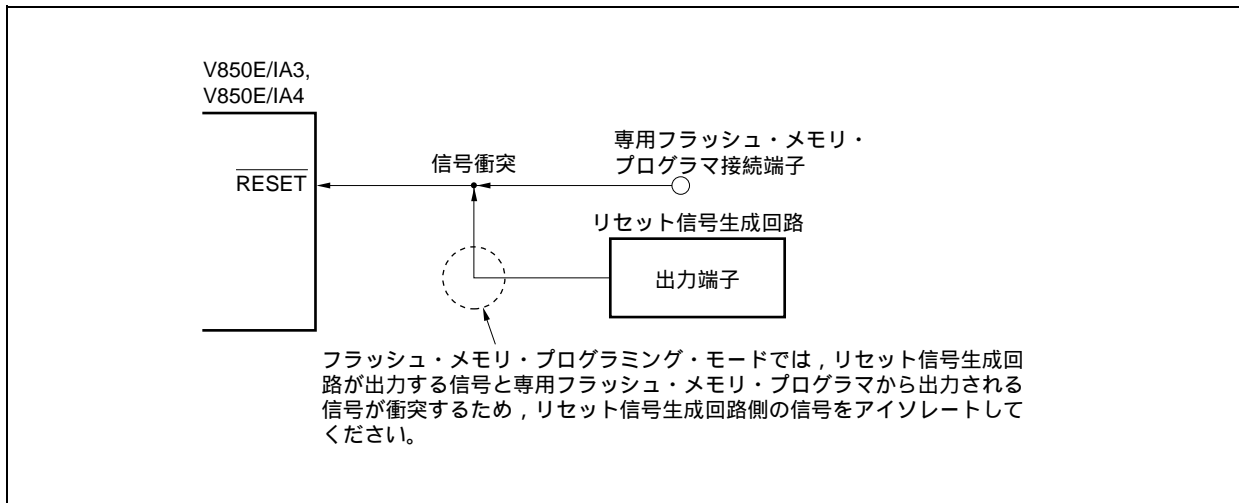 V850E/IA3,
V850E/IA4
専用フラッシュ・メモリ・
プログラマ接続端子
信号衝突
RESET
リセット信号生成回路
出力端子
フラッシュ・メモリ・プログラミング・モードでは，リセット信号生成回
路が出力する信号と専用フラッシュ・メモリ・プログラマから出力される
信号が衝突するため，リセット信号生成回路側の信号をアイソレートして
ください。